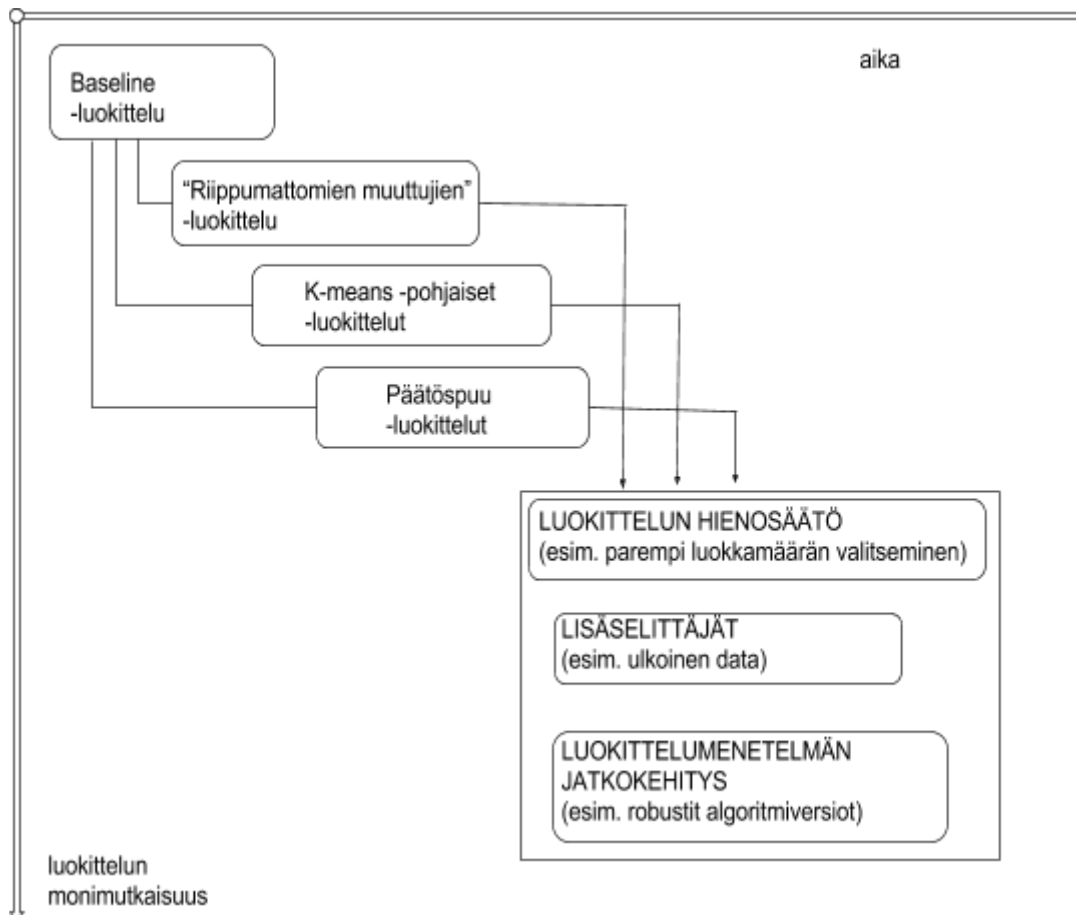 aika
Baseline
-luokittelu
“Riippumattomien muuttujien”
-luokittelu
K-means -pohjaiset
-luokittelut
Päätöspuu
-luokittelut
LUOKITTELUN HIENOSÄÄTÖ
(esim. parempi luokkamäärän valitseminen)
LISÄSELITTÄJÄT
(esim. ulkoinen data)
LUOKITTELUMENETELMÄN
JATKOKEHITYS
(esim. robustit algoritmiversiot)
luokittelun
monimutkaisuus